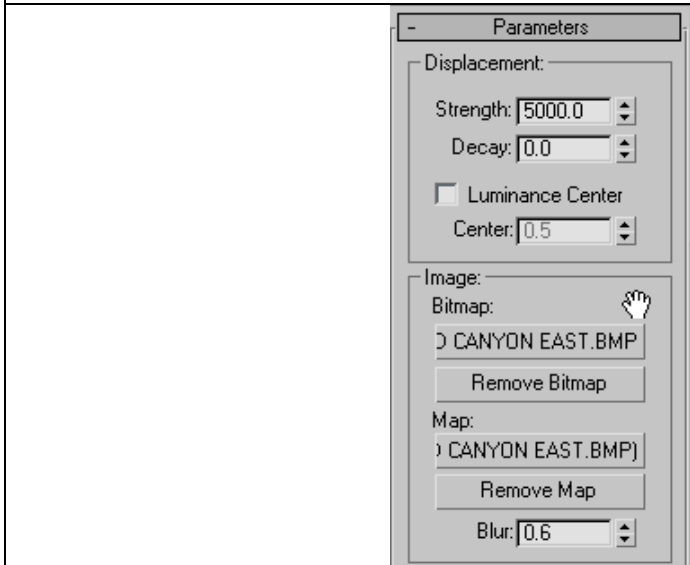 - Parameters
Displacement:
Strength: 5000.0
Decay: 0.0
Luminance Center
Center: 0.5
Image:
Bitmap:
CANYON EAST.BMP
Remove Bitmap
Map:
CANYON EAST.BMP)
Remove Map
Blur: 0.6